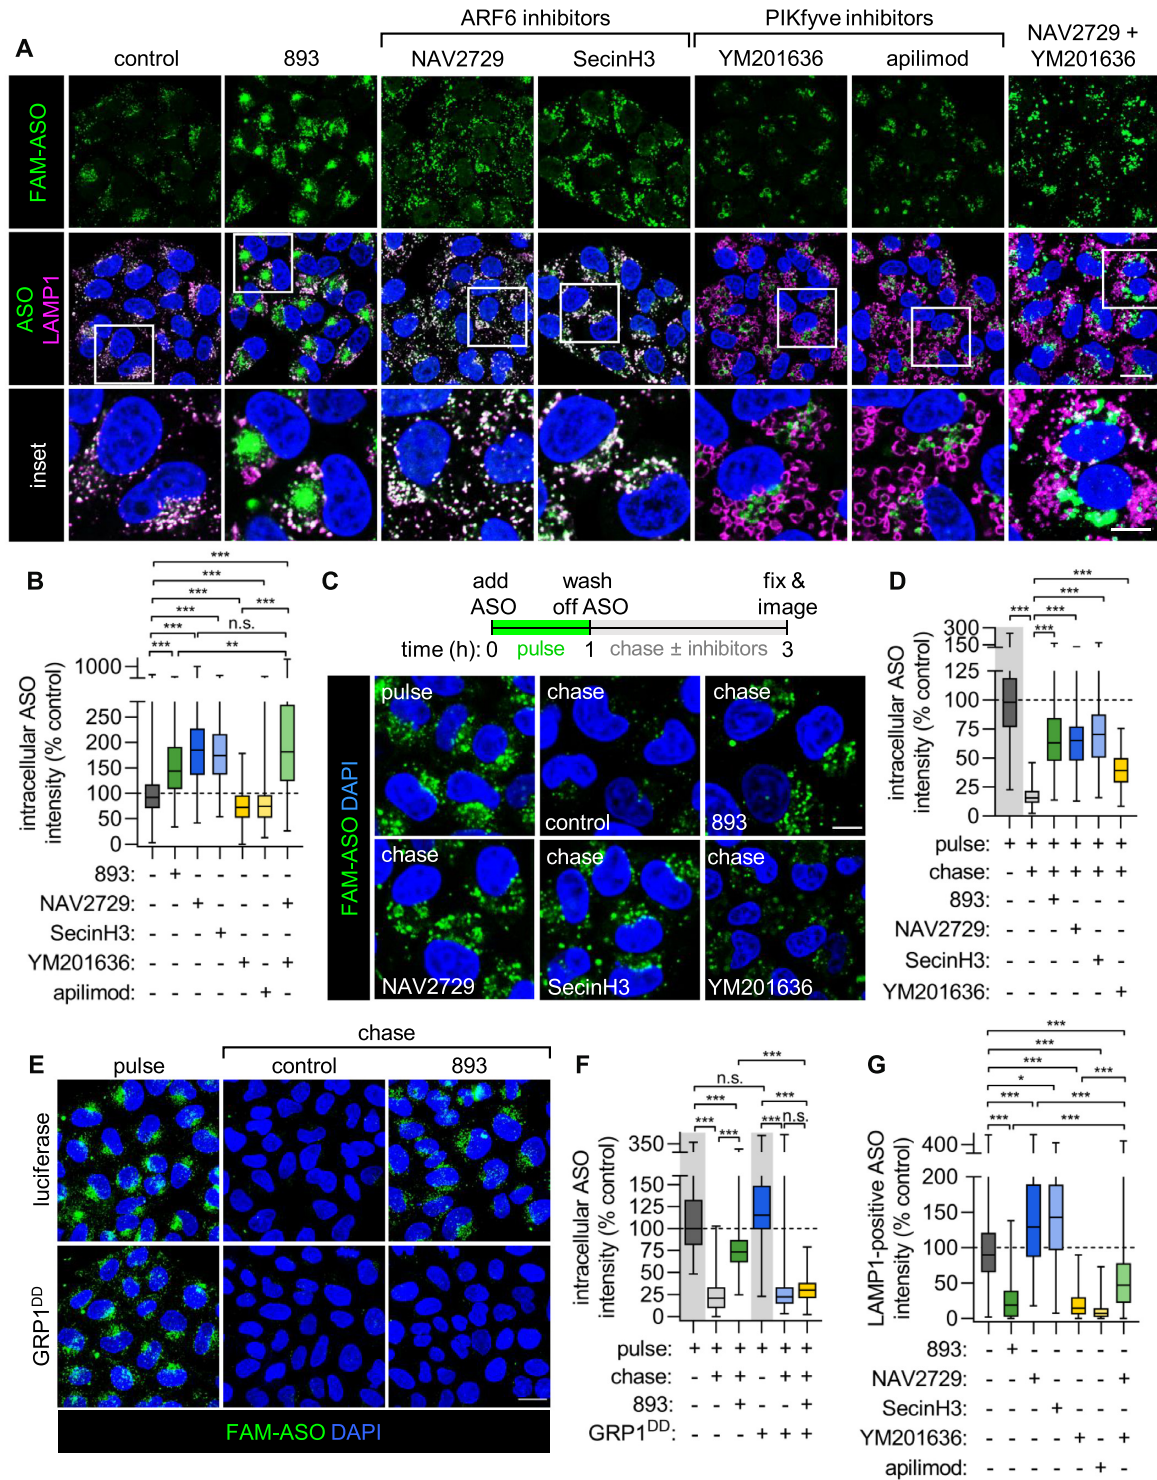 ARF6 inhibitors
PIKfyve inhibitors
NAV2729 +
YM201636
A
control
893
NAV2729
SecinH3
YM201636
apilimod
FAM-ASO
ASO
LAMP1
inset
B
***
***
***
***
***
***
n.s.
***
**
intracellular ASO
intensity (% control)
1000
250
200
150
100
50
0
893: - + - - - - -
NAV2729: - - + - - - +
SecinH3: - - - + - - -
YM201636: - - - - + - +
apilimod: - - - - - + -
C
add
ASO
wash
off ASO
fix &
image
time (h): 0 pulse 1 chase ± inhibitors 3
FAM-ASO DAPI
pulse
chase
control
chase
893
chase
NAV2729
chase
SecinH3
chase
YM201636
D
***
***
***
***
***
intracellular ASO
intensity (% control)
300
150
125
100
75
50
25
0
pulse: + + + + + +
chase: - + + + + +
893: - - + - - -
NAV2729: - - - + - -
SecinH3: - - - - + -
YM201636: - - - - - +
E
chase
pulse
control
893
luciferase
GRP1DD
FAM-ASO DAPI
F
***
n.s.
***
***
***
***
***
n.s.
intracellular ASO
intensity (% control)
350
150
125
100
75
50
25
0
pulse: + + + + + +
chase: - + + - + +
893: - - + - - +
GRP1DD: - - - + + +
G
***
***
***
***
*
***
***
***
***
LAMP1-positive ASO
intensity (% control)
400
200
150
100
50
0
893: - + - - - - -
NAV2729: - - + - - - +
SecinH3: - - - + - - -
YM201636: - - - - + - +
apilimod: - - - - - + -